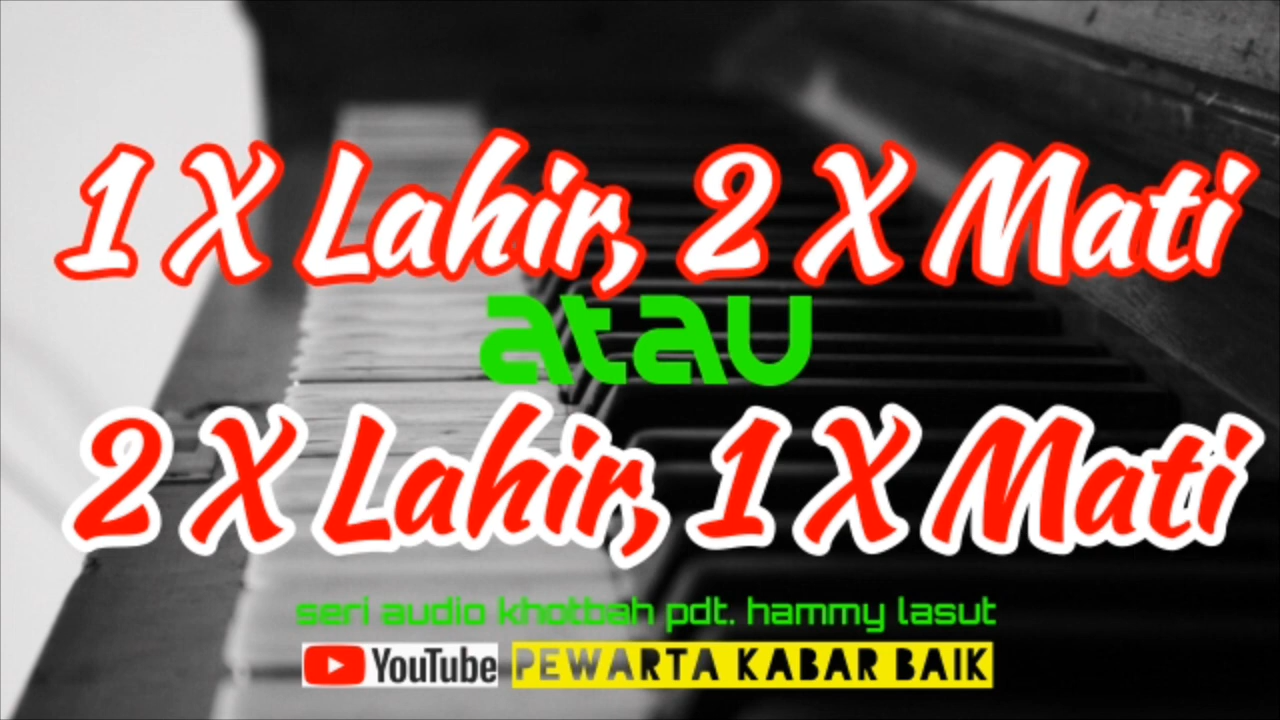 1 X Lahir, 2 X Mati
atau
2 X Lahir, 1 X Mati
seri audio khotbah pdt. hammy lasut
YouTube PEWARTA KABAR BAIK